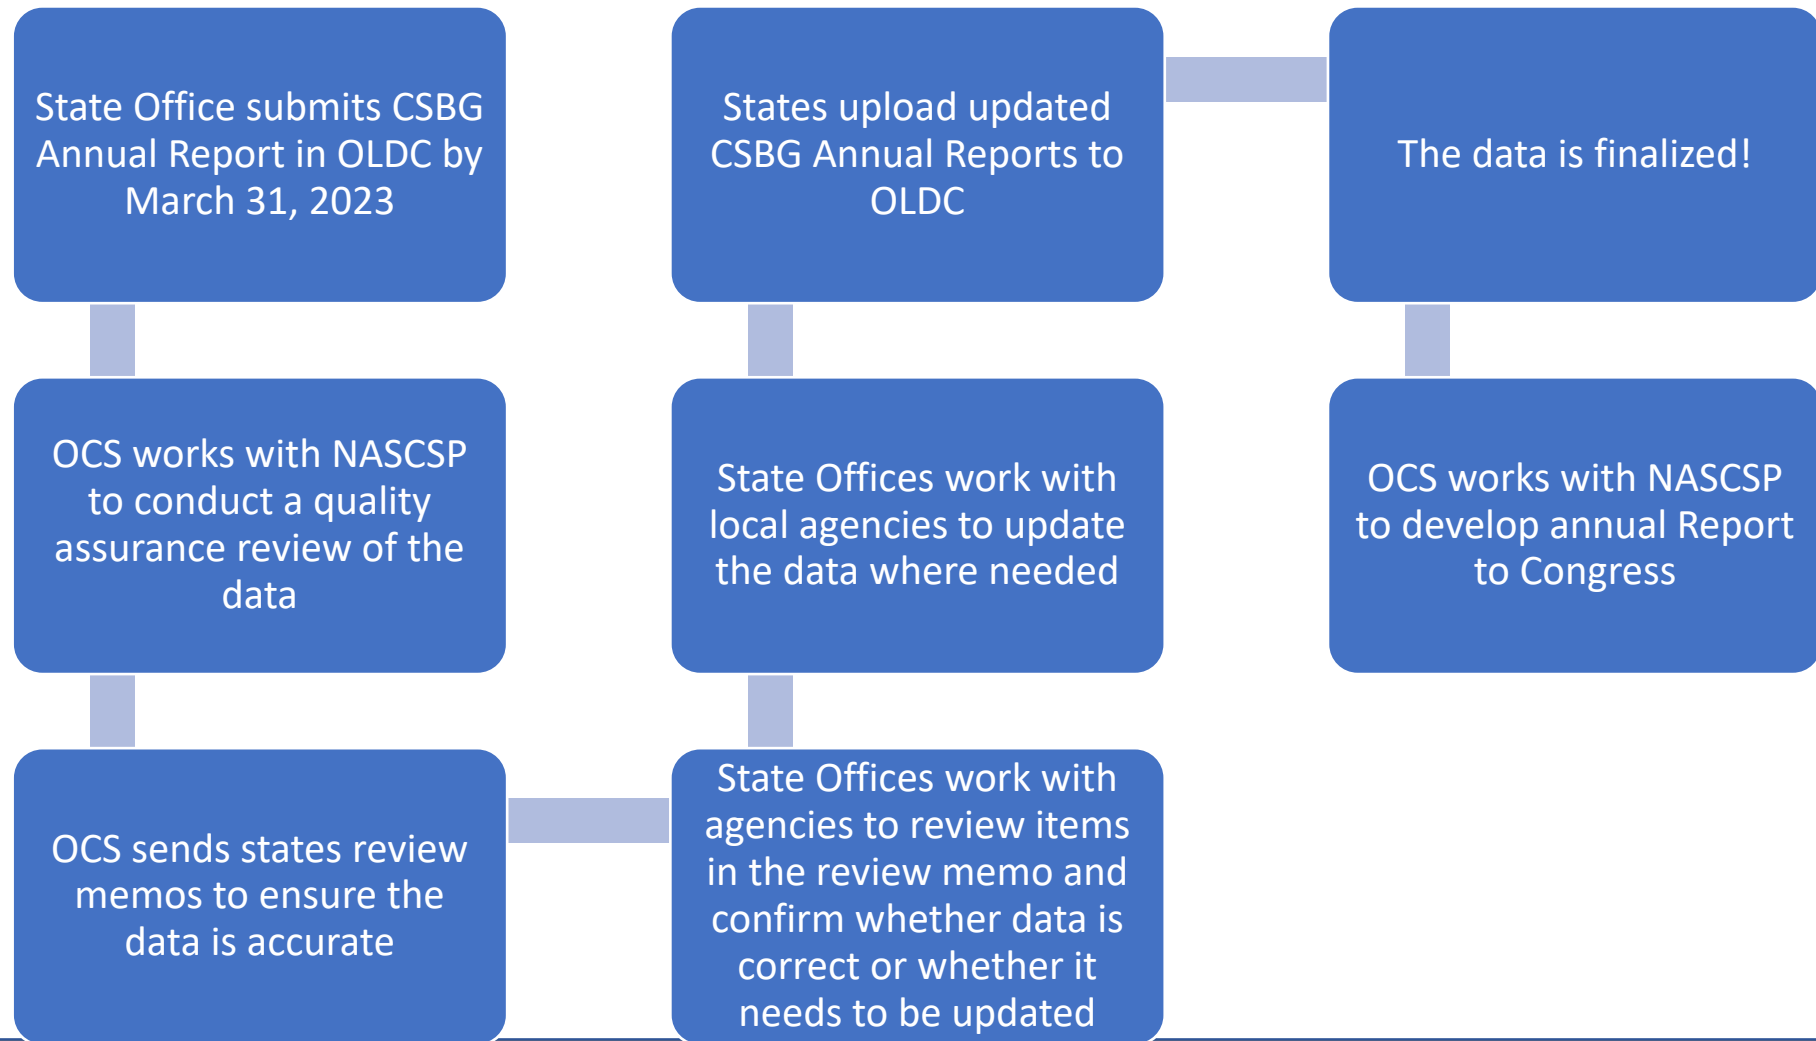 State Office submits CSBG
Annual Report in OLDC by
March 31, 2023
OCS works with NASCSP
to conduct a quality
assurance review of the
data
OCS sends states review
memos to ensure the
data is accurate
State Offices work with
agencies to review items
in the review memo and
confirm whether data is
correct or whether it
needs to be updated
State Offices work with
local agencies to update
the data where needed
States upload updated
CSBG Annual Reports to
OLDC
The data is finalized!
OCS works with NASCSP
to develop annual Report
to Congress